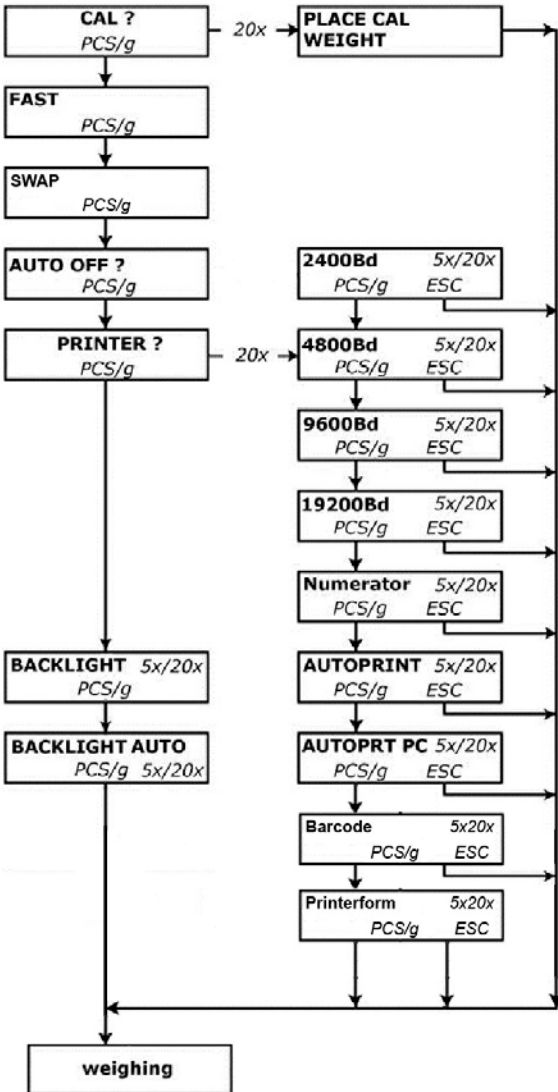 CAL ?
PCS/g
20x
PLACE CAL
WEIGHT
FAST
PCS/g
SWAP
PCS/g
AUTO OFF ?
PCS/g
PRINTER ?
PCS/g
20x
2400Bd 5x/20x
PCS/g ESC
4800Bd 5x/20x
PCS/g ESC
9600Bd 5x/20x
PCS/g ESC
19200Bd 5x/20x
PCS/g ESC
Numerator 5x/20x
PCS/g ESC
BACKLIGHT 5x/20x
PCS/g
AUTOPRINT 5x/20x
PCS/g ESC
BACKLIGHT AUTO
PCS/g 5x/20x
AUTOPRT PC 5x/20x
PCS/g ESC
Barcode 5x20x
PCS/g ESC
Printerform 5x20x
PCS/g ESC
weighing